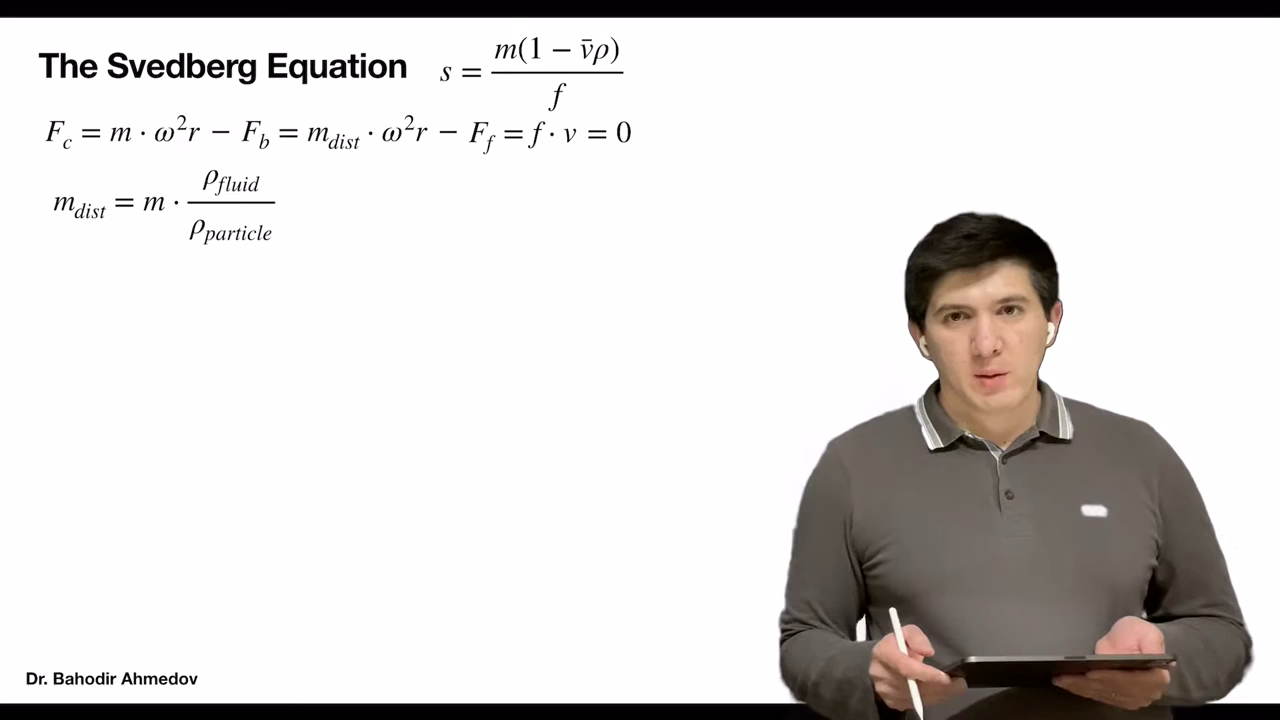 The Svedberg Equation s = m(1 − v̄ρ) / f
F_c = m · ω²r − F_b = m_dist · ω²r − F_f = f · v = 0
m_dist = m · ρ_fluid / ρ_particle
Dr. Bahodir Ahmedov